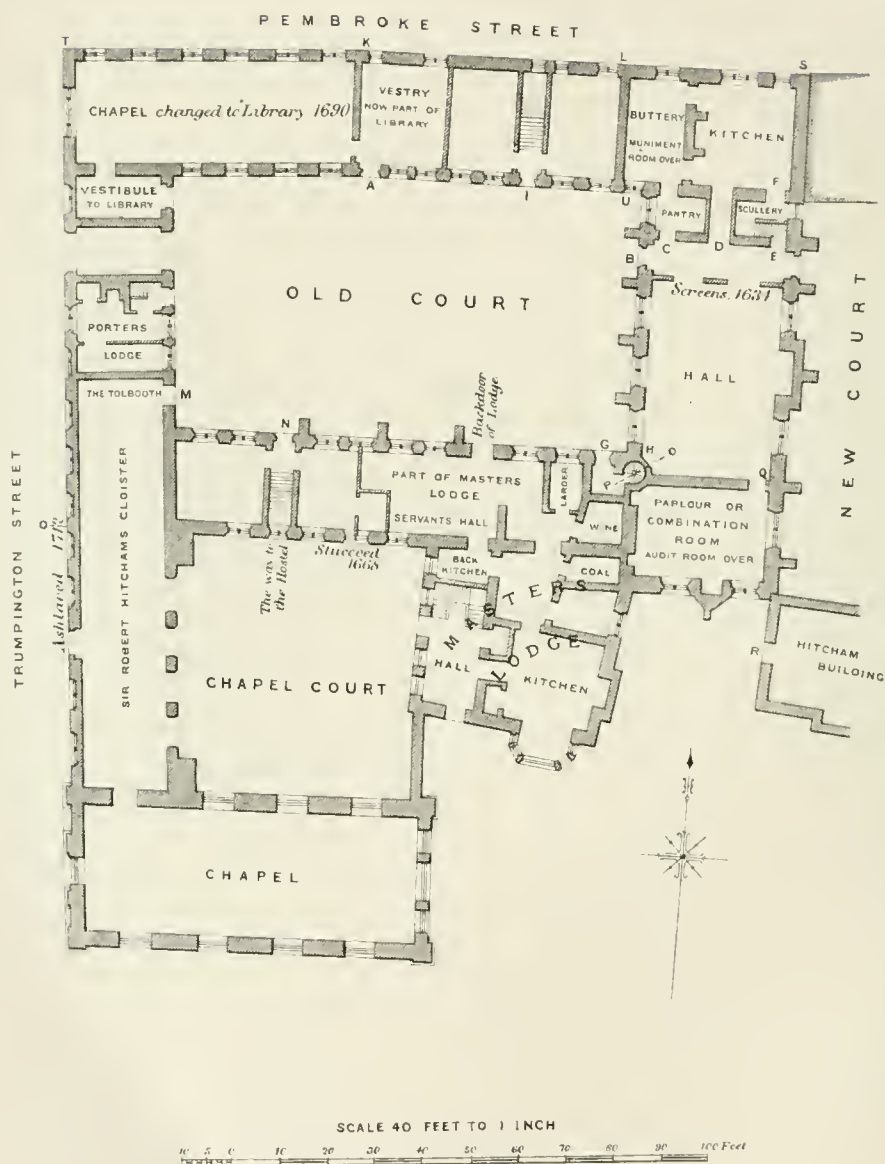 PEMBROKE STREET
T
K
L
S
CHAPEL changed to Library 1690
VESTRY
NOW PART OF
LIBRARY
BUTTERY
MUNIMENT
ROOM OVER
KITCHEN
R
A
I
U
F
VESTIBULE
TO LIBRARY
PANTRY
SCULLERY
B
C
D
E
OLD COURT
Screens. 1634
PORTERS
LODGE
HALL
NEW COURT
THE TOLBOOTH
M
N
Backdoor
of Lodge
G
H
O
P
Q
TRUMPINGTON STREET
O
Ashlared
SIR ROBERT HITCHAMS CLOISTER
PART OF MASTERS
LODGE
SERVANTS HALL
LARDER
WINE
COAL
PARLOUR OR
COMBINATION
ROOM
AUDIT ROOM OVER
The way to
the Hostel
Stucceed
1668
BACK
KITCHEN
MASTERS
LODGE
HALL
KITCHEN
R
HITCHAM
BUILDING
CHAPEL COURT
CHAPEL
SCALE 40 FEET TO 1 INCH
10 5 0 10 20 30 40 50 60 70 80 90 100 Feet